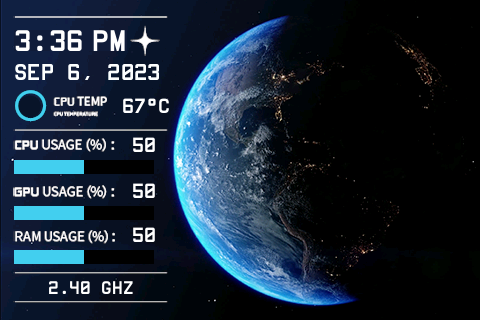 3:36 PM
SEP 6, 2023
CPU TEMP 67°C
CPU TEMPERATURE
CPU USAGE (%) : 50
GPU USAGE (%) : 50
RAM USAGE (%) : 50
2.40 GHZ